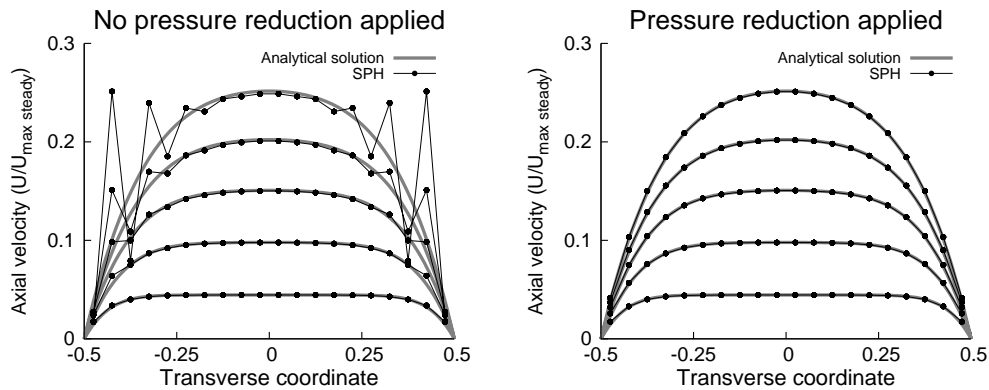 No pressure reduction applied
0.3
0.2
0.1
0
Axial velocity (U/Umax steady)
Analytical solution
SPH
-0.5
-0.25
0
0.25
0.5
Transverse coordinate
Pressure reduction applied
0.3
0.2
0.1
0
Axial velocity (U/Umax steady)
Analytical solution
SPH
-0.5
-0.25
0
0.25
0.5
Transverse coordinate